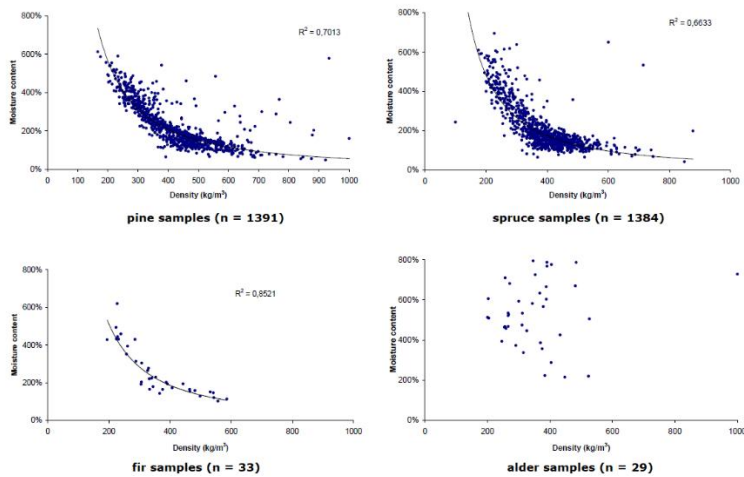 800%
700%
600%
500%
400%
300%
200%
100%
0%
Moisture content
R² = 0,7013
0 100 200 300 400 500 600 700 800 900 1000
Density (kg/m³)
pine samples (n = 1391)
800%
600%
400%
200%
0%
Moisture content
R² = 0,6633
0 200 400 600 800 1000
Density (kg/m³)
spruce samples (n = 1384)
800%
600%
400%
200%
0%
Moisture content
R² = 0,8521
0 200 400 600 800 1000
Density (kg/m³)
fir samples (n = 33)
800%
600%
400%
200%
0%
Moisture content
0 200 400 600 800 1000
Density (kg/m³)
alder samples (n = 29)